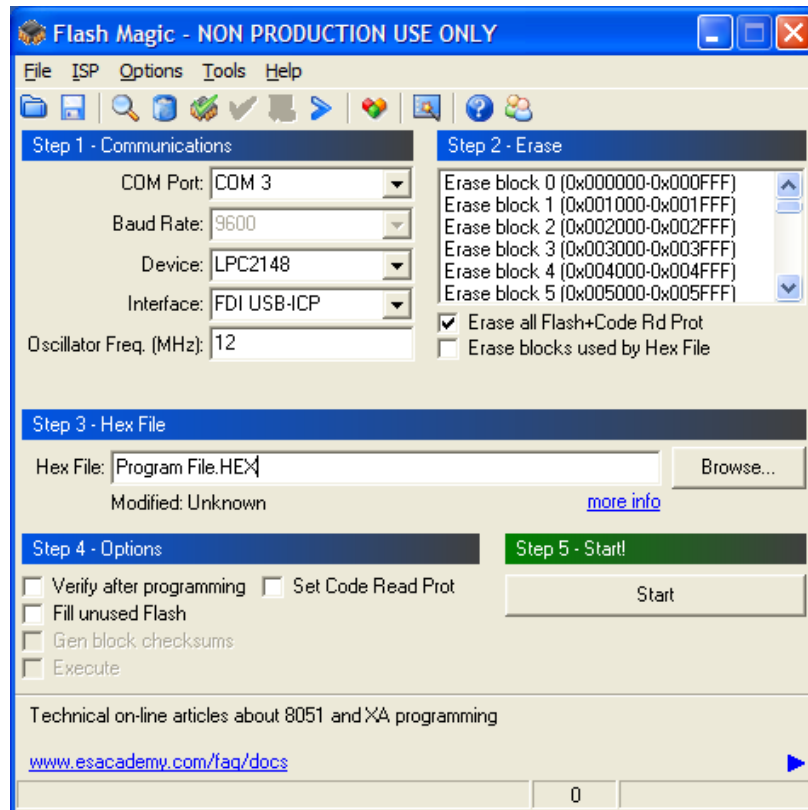 Flash Magic - NON PRODUCTION USE ONLY
File ISP Options Tools Help
Step 1 - Communications
COM Port: COM 3
Baud Rate: 9600
Device: LPC2148
Interface: FDI USB-ICP
Oscillator Freq. (MHz): 12
Step 2 - Erase
Erase block 0 (0x000000-0x000FFF)
Erase block 1 (0x001000-0x001FFF)
Erase block 2 (0x002000-0x002FFF)
Erase block 3 (0x003000-0x003FFF)
Erase block 4 (0x004000-0x004FFF)
Erase block 5 (0x005000-0x005FFF)
Erase all Flash+Code Rd Prot
Erase blocks used by Hex File
Step 3 - Hex File
Hex File: Program File.HEX Browse...
Modified: Unknown more info
Step 4 - Options
Verify after programming Set Code Read Prot
Fill unused Flash
Gen block checksums
Execute
Step 5 - Start!
Start
Technical on-line articles about 8051 and XA programming
www.esacademy.com/faq/docs
0